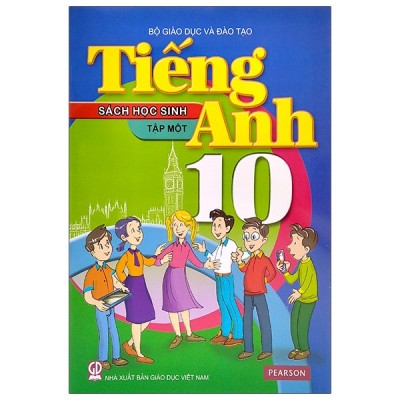 BỘ GIÁO DỤC VÀ ĐÀO TẠO
Tiếng
Anh
SÁCH HỌC SINH
TẬP MỘT
10
GD
NHÀ XUẤT BẢN GIÁO DỤC VIỆT NAM
PEARSON